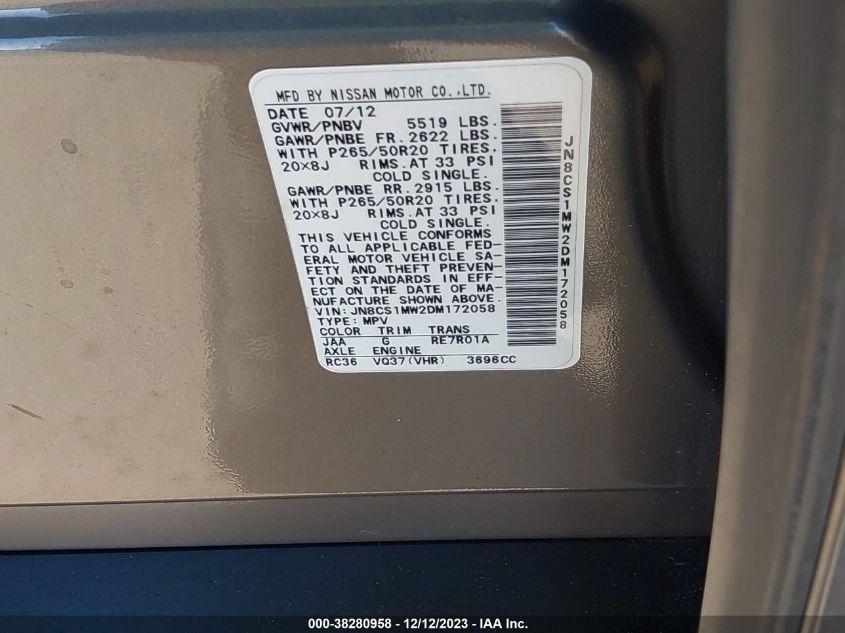 MFD BY NISSAN MOTOR CO.,LTD.
DATE 07/12
GVWR/PNBV 5519 LBS.
GAWR/PNBE FR. 2622 LBS.
WITH P265/50R20 TIRES.
20×8J RIMS.AT 33 PSI
COLD SINGLE.
GAWR/PNBE RR. 2915 LBS.
WITH P265/50R20 TIRES.
20×8J RIMS.AT 33 PSI
COLD SINGLE.
THIS VEHICLE CONFORMS
TO ALL APPLICABLE FED-
ERAL MOTOR VEHICLE SA-
FETY AND THEFT PREVEN-
TION STANDARDS IN EFF-
ECT ON THE DATE OF MA-
NUFACTURE SHOWN ABOVE.
VIN: JN8CS1MW2DM172058
TYPE: MPV
COLOR TRIM TRANS
JAA G RE7R01A
AXLE ENGINE
RC36 VQ37(VHR) 3696CC
JN8CS1MW2DM172058
000-38280958 - 12/12/2023 - IAA Inc.